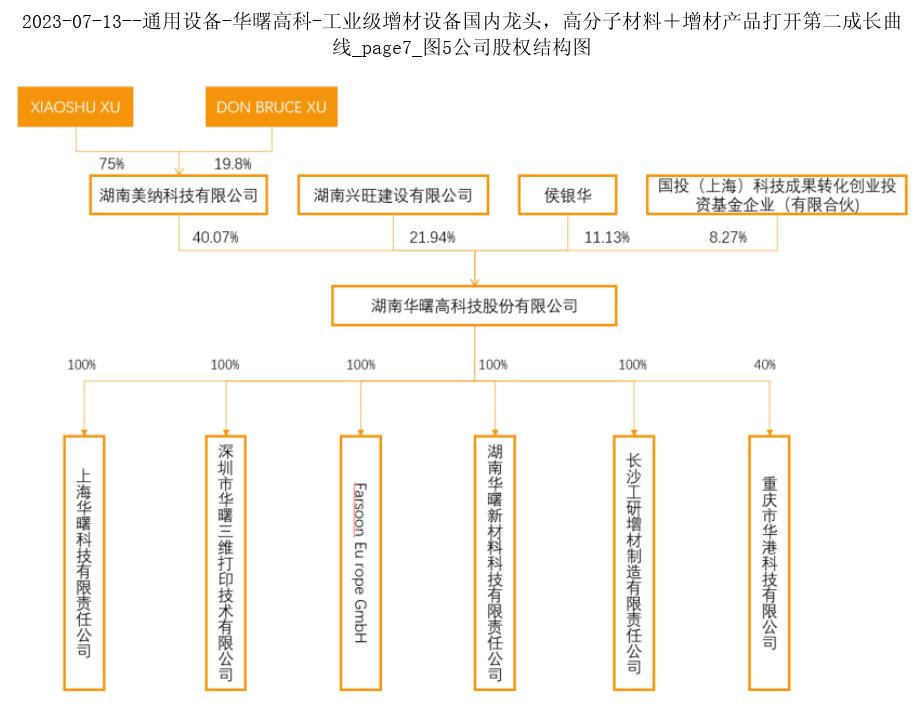 2023-07-13--通用设备-华曙高科-工业级增材设备国内龙头，高分子材料＋增材产品打开第二成长曲
线_page7_图5公司股权结构图
XIAOSHU XU
DON BRUCE XU
75%
19.8%
湖南美纳科技有限公司
湖南兴旺建设有限公司
侯银华
国投（上海）科技成果转化创业投
资基金企业（有限合伙)
40.07%
21.94%
11.13%
8.27%
湖南华曙高科技股份有限公司
100%
100%
100%
100%
100%
40%
上海华曙科技有限责任公司
深圳市华曙三维打印技术有限公司
Farsoon Eu rope GmbH
湖南华曙新材料科技有限责任公司
长沙工研增材制造有限责任公司
重庆市华港科技有限公司